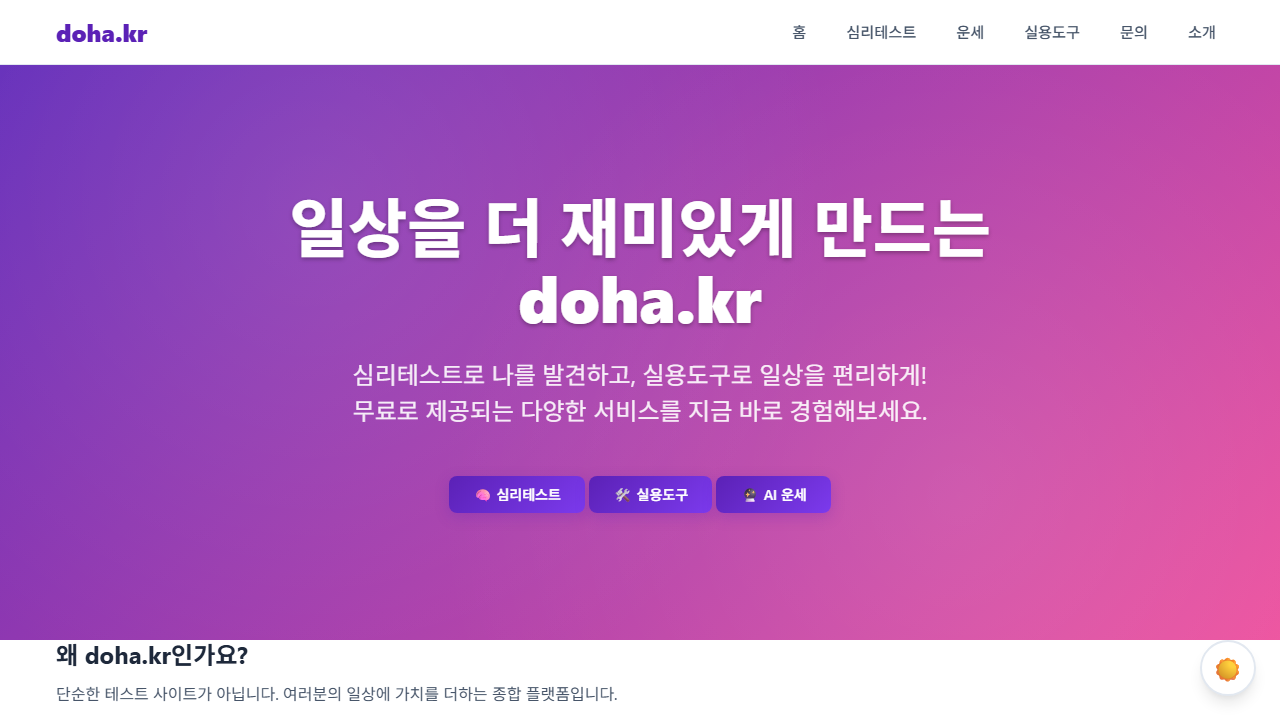 doha.kr
홈 심리테스트 운세 실용도구 문의 소개
일상을 더 재미있게 만드는
doha.kr
심리테스트로 나를 발견하고, 실용도구로 일상을 편리하게!
무료로 제공되는 다양한 서비스를 지금 바로 경험해보세요.
🧠 심리테스트 🛠️ 실용도구 🔮 AI 운세
왜 doha.kr인가요?
단순한 테스트 사이트가 아닙니다. 여러분의 일상에 가치를 더하는 종합 플랫폼입니다.